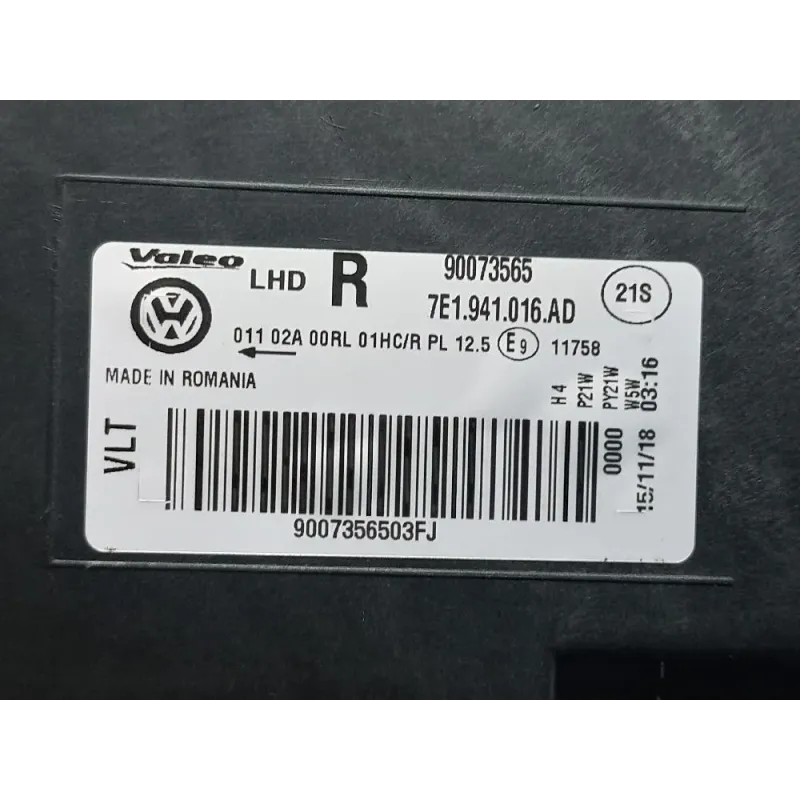 Valeo LHD R 90073565
7E1.941.016.AD 21S
011 02A 00RL 01HC/R PL 12.5 E9 11758
MADE IN ROMANIA
H4
P21W
PY21W
W5W
VLT
0000
15/11/18 03:16
9007356503FJ